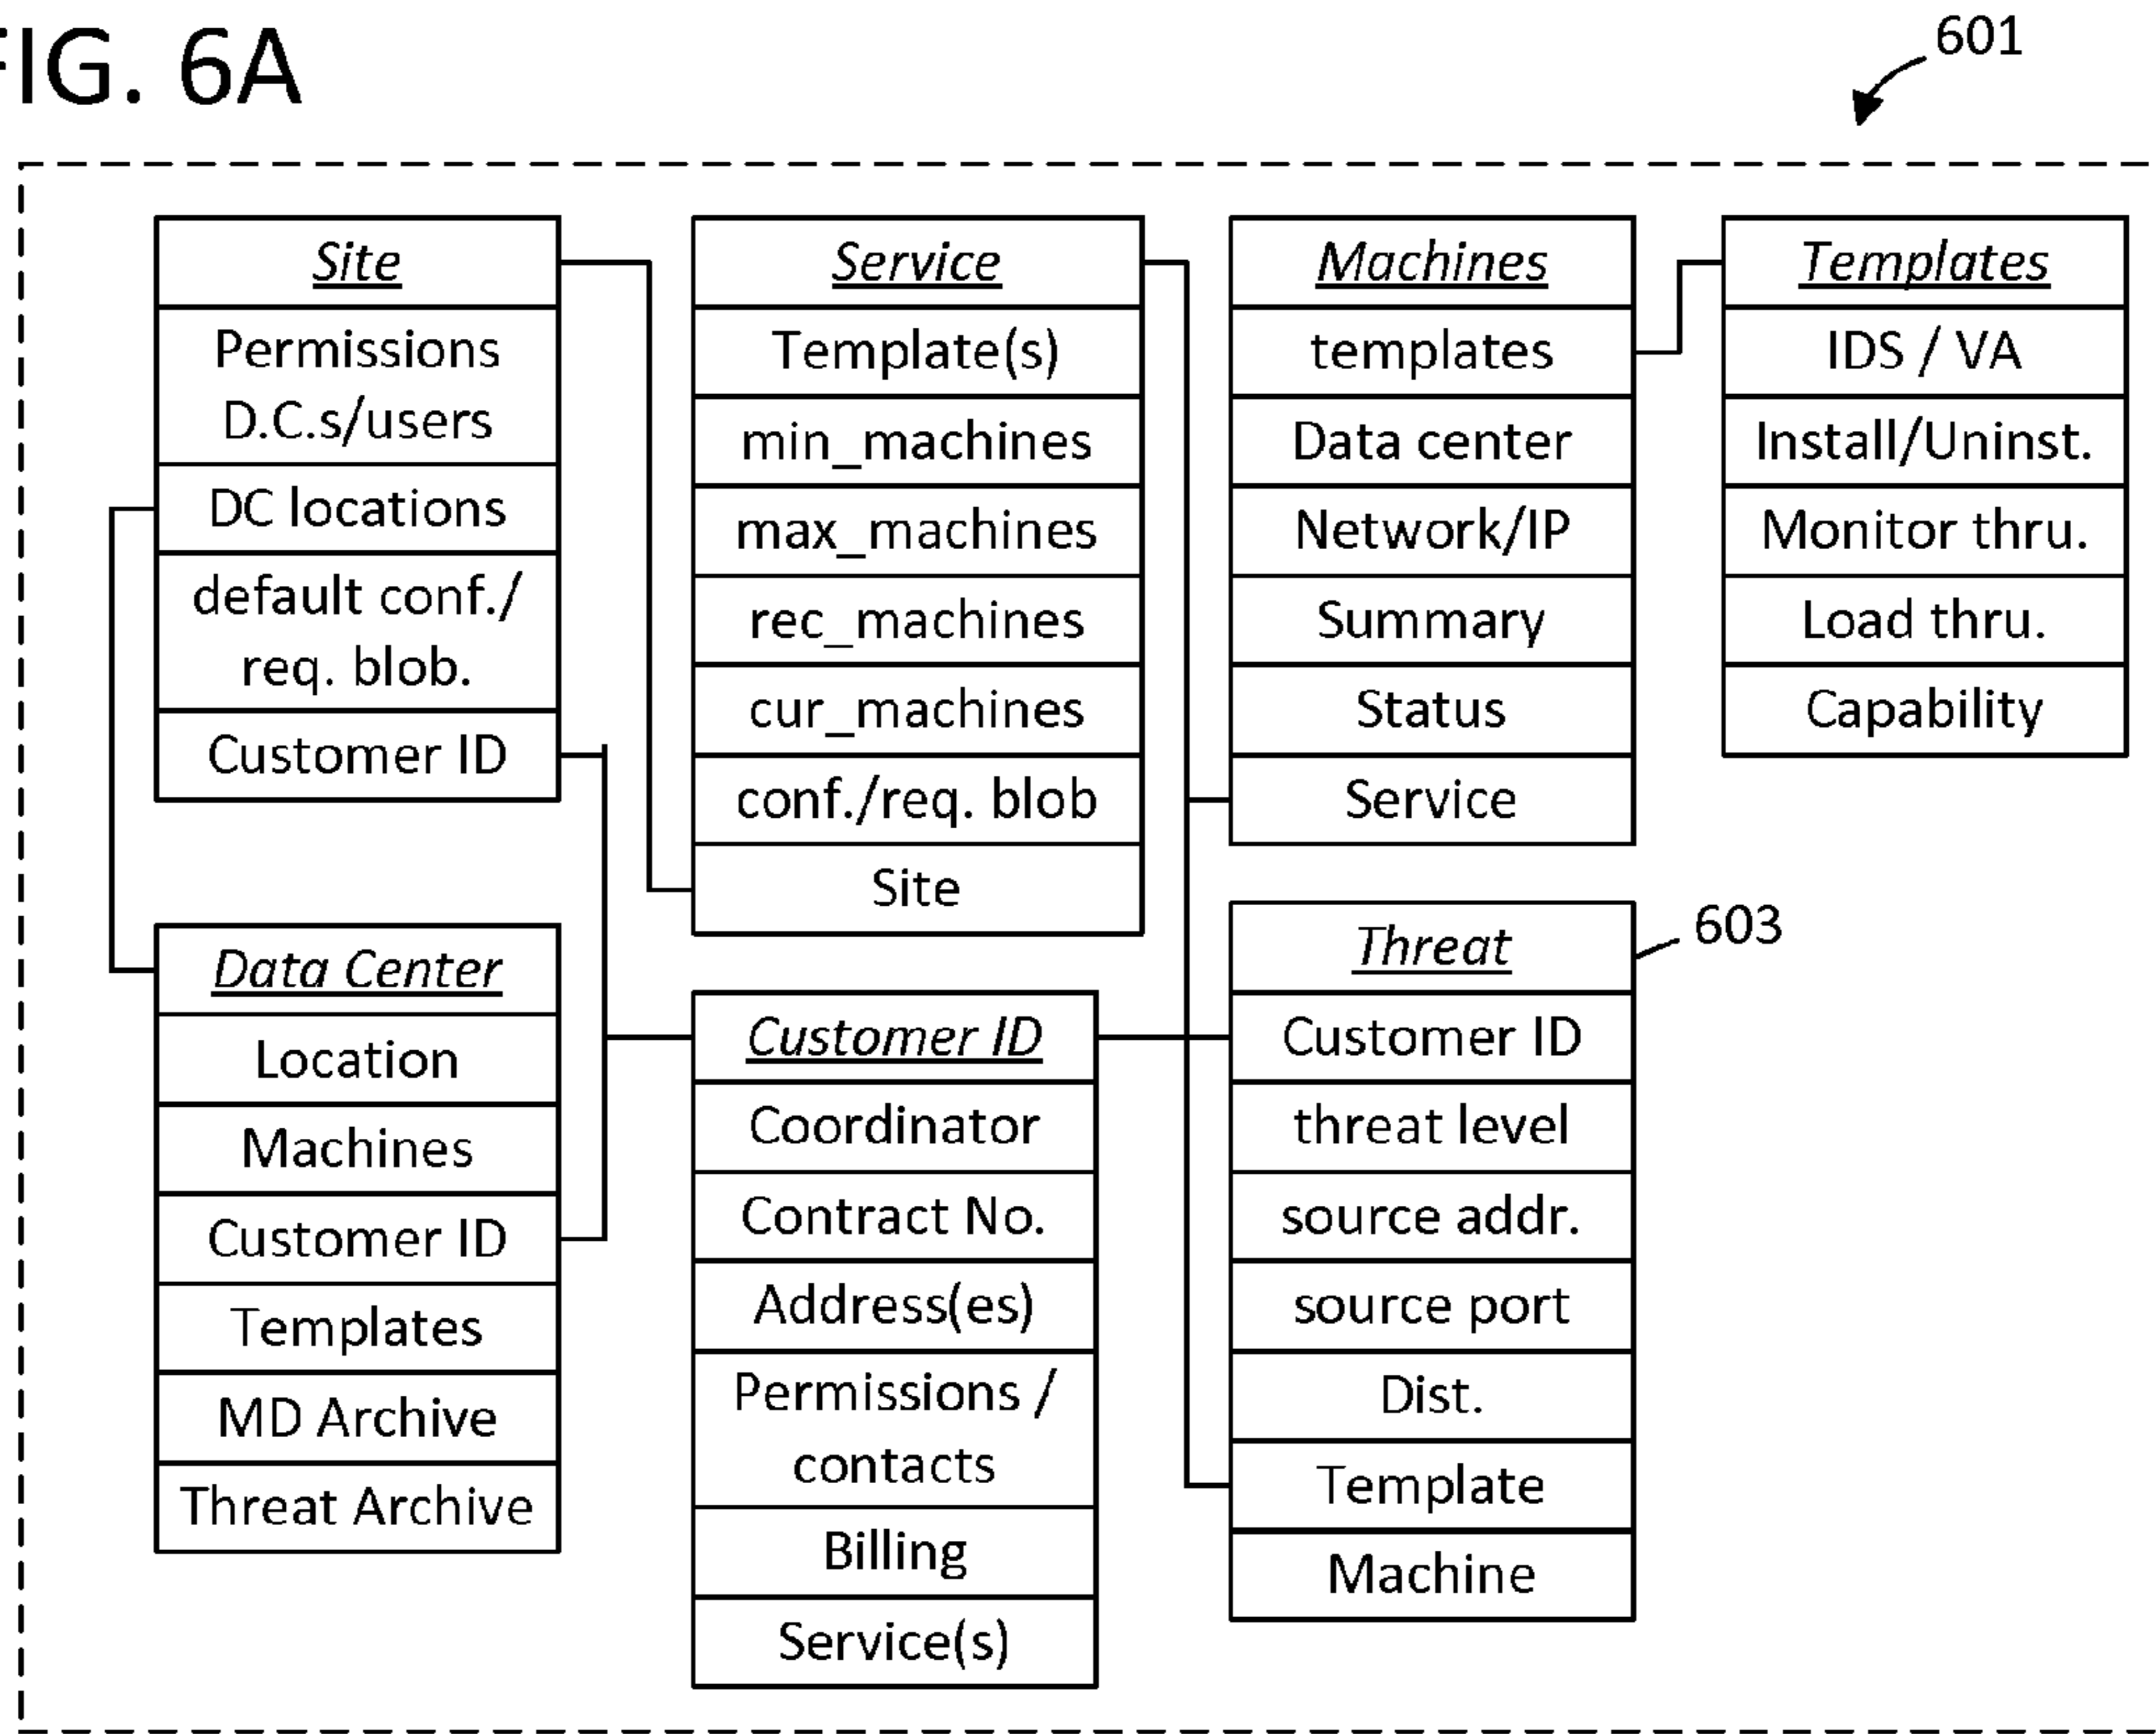 FIG. 6A
601
Site
Permissions
D.C.s/users
DC locations
default conf./
req. blob.
Customer ID
Service
Template(s)
min_machines
max_machines
rec_machines
cur_machines
conf./req. blob
Site
Machines
templates
Data center
Network/IP
Summary
Status
Service
Templates
IDS / VA
Install/Uninst.
Monitor thru.
Load thru.
Capability
Data Center
Location
Machines
Customer ID
Templates
MD Archive
Threat Archive
Customer ID
Coordinator
Contract No.
Address(es)
Permissions /
contacts
Billing
Service(s)
Threat
603
Customer ID
threat level
source addr.
source port
Dist.
Template
Machine